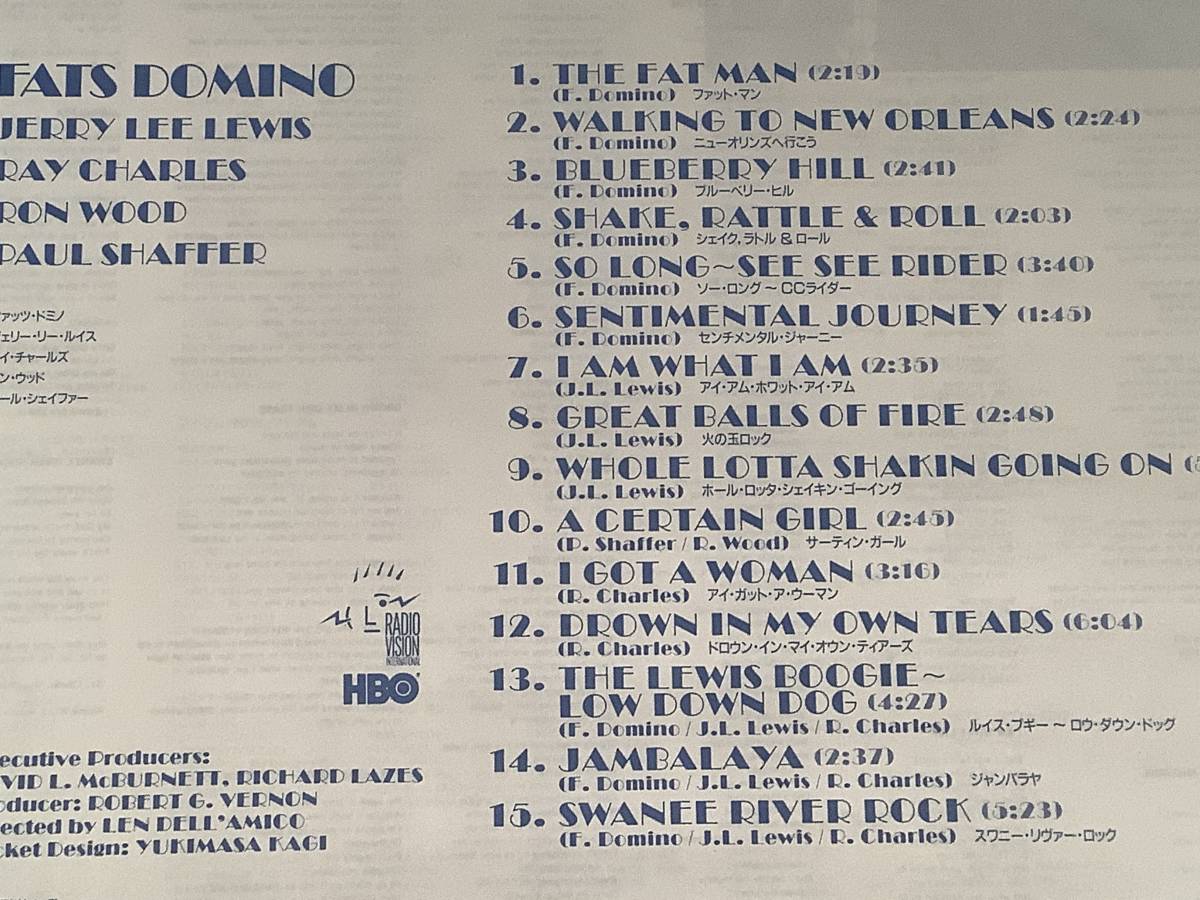 FATS DOMINO
JERRY LEE LEWIS
RAY CHARLES
RON WOOD
PAUL SHAFFER
ァッツ・ドミノ
ェリー・リー・ルイス
イ・チャールズ
ン・ウッド
ール・シェイファー
RADIO
VISION
INTERNATIONAL
HBO
ecutive Producers:
VID L. McBURNETT, RICHARD LAZES
oducer: ROBERT G. VERNON
ected by LEN DELL'AMICO
cket Design: YUKIMASA KAGI
1. THE FAT MAN (2:19)
(F. Domino) ファット・マン
2. WALKING TO NEW ORLEANS (2:24)
(F. Domino) ニューオリンズへ行こう
3. BLUEBERRY HILL (2:41)
(F. Domino) ブルーベリー・ヒル
4. SHAKE, RATTLE & ROLL (2:03)
(F. Domino) シェイク,ラトル & ロール
5. SO LONG~SEE SEE RIDER (3:40)
(F. Domino) ソー・ロング 〜 CCライダー
6. SENTIMENTAL JOURNEY (1:45)
(F. Domino) センチメンタル・ジャーニー
7. I AM WHAT I AM (2:35)
(J.L. Lewis) アイ・アム・ホワット・アイ・アム
8. GREAT BALLS OF FIRE (2:48)
(J.L. Lewis) 火の玉ロック
9. WHOLE LOTTA SHAKIN GOING ON
(J.L. Lewis) ホール・ロッタ・シェイキン・ゴーイング
10. A CERTAIN GIRL (2:45)
(P. Shaffer / R. Wood) サーティン・ガール
11. I GOT A WOMAN (3:16)
(R. Charles) アイ・ガット・ア・ウーマン
12. DROWN IN MY OWN TEARS (6:04)
(R. Charles) ドロウン・イン・マイ・オウン・ティアーズ
13. THE LEWIS BOOGIE~
LOW DOWN DOG (4:27)
(F. Domino / J.L. Lewis / R. Charles) ルイス・ブギー 〜 ロウ・ダウン・ドッグ
14. JAMBALAYA (2:37)
(F. Domino / J.L. Lewis / R. Charles) ジャンバラヤ
15. SWANEE RIVER ROCK (5:23)
(F. Domino / J.L. Lewis / R. Charles) スワニー・リヴァー・ロック